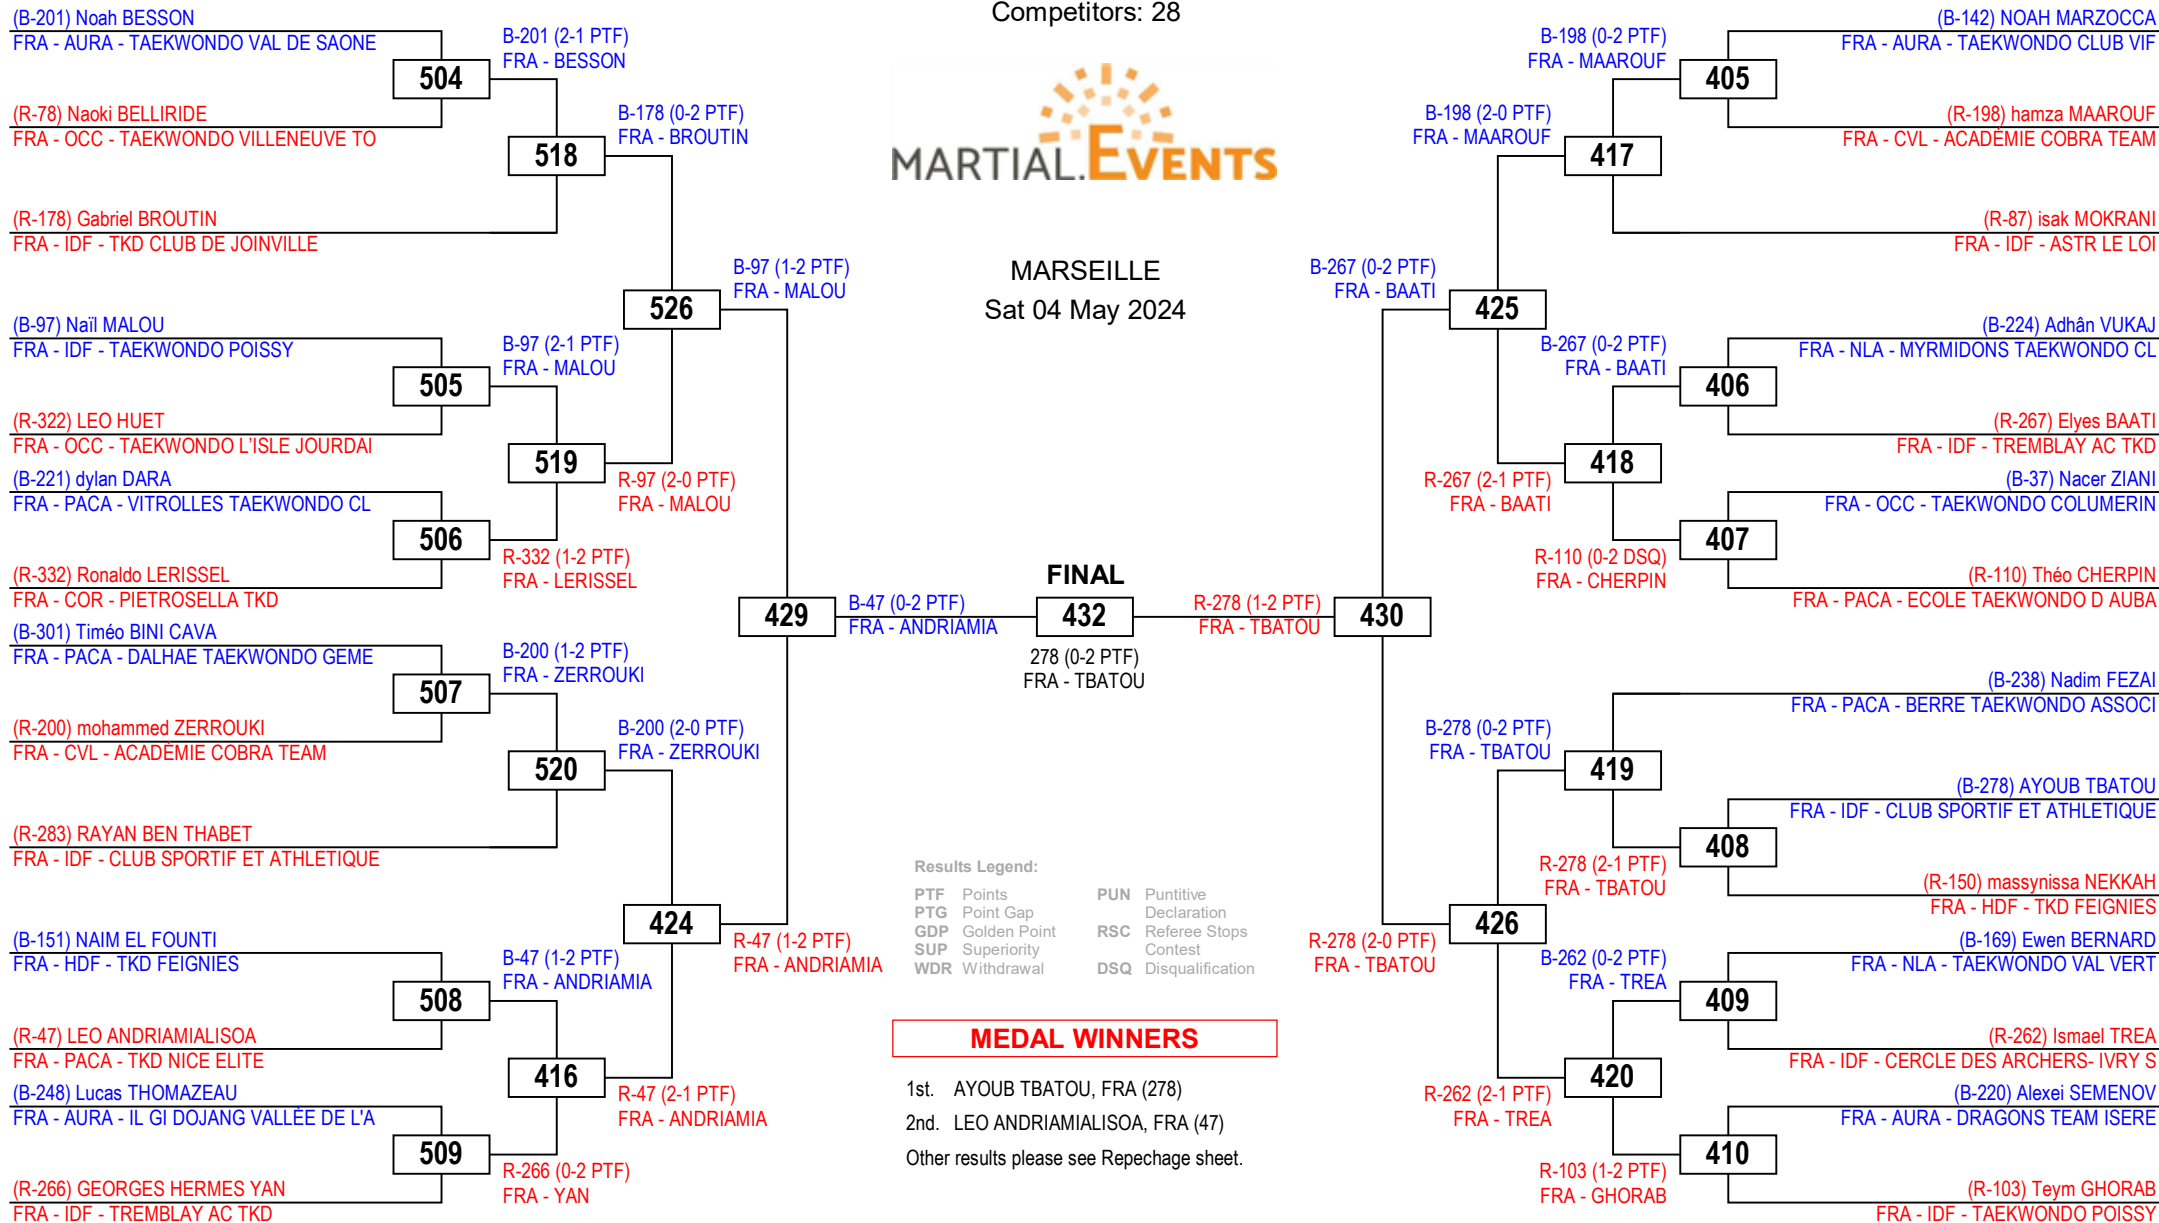 Competitors: 28
MARTIAL.EVENTS
MARSEILLE
Sat 04 May 2024
(B-201) Noah BESSON
FRA - AURA - TAEKWONDO VAL DE SAONE
504
(R-78) Naoki BELLIRIDE
FRA - OCC - TAEKWONDO VILLENEUVE TO
B-201 (2-1 PTF)
FRA - BESSON
518
(R-178) Gabriel BROUTIN
FRA - IDF - TKD CLUB DE JOINVILLE
B-178 (0-2 PTF)
FRA - BROUTIN
526
(B-97) Naïl MALOU
FRA - IDF - TAEKWONDO POISSY
505
(R-322) LEO HUET
FRA - OCC - TAEKWONDO L'ISLE JOURDAI
B-97 (2-1 PTF)
FRA - MALOU
519
(B-221) dylan DARA
FRA - PACA - VITROLLES TAEKWONDO CL
506
(R-332) Ronaldo LERISSEL
FRA - COR - PIETROSELLA TKD
R-332 (1-2 PTF)
FRA - LERISSEL
R-97 (2-0 PTF)
FRA - MALOU
B-97 (1-2 PTF)
FRA - MALOU
429
(B-301) Timéo BINI CAVA
FRA - PACA - DALHAE TAEKWONDO GEME
507
(R-200) mohammed ZERROUKI
FRA - CVL - ACADÉMIE COBRA TEAM
B-200 (1-2 PTF)
FRA - ZERROUKI
520
(R-283) RAYAN BEN THABET
FRA - IDF - CLUB SPORTIF ET ATHLETIQUE
B-200 (2-0 PTF)
FRA - ZERROUKI
424
(B-151) NAIM EL FOUNTI
FRA - HDF - TKD FEIGNIES
508
(R-47) LEO ANDRIAMIALISOA
FRA - PACA - TKD NICE ELITE
B-47 (1-2 PTF)
FRA - ANDRIAMIA
416
(B-248) Lucas THOMAZEAU
FRA - AURA - IL GI DOJANG VALLÉE DE L'A
509
(R-266) GEORGES HERMES YAN
FRA - IDF - TREMBLAY AC TKD
R-266 (0-2 PTF)
FRA - YAN
R-47 (2-1 PTF)
FRA - ANDRIAMIA
R-47 (1-2 PTF)
FRA - ANDRIAMIA
B-47 (0-2 PTF)
FRA - ANDRIAMIA
FINAL
432
278 (0-2 PTF)
FRA - TBATOU
R-278 (1-2 PTF)
FRA - TBATOU
430
(B-142) NOAH MARZOCCA
FRA - AURA - TAEKWONDO CLUB VIF
405
(R-198) hamza MAAROUF
FRA - CVL - ACADÉMIE COBRA TEAM
B-198 (0-2 PTF)
FRA - MAAROUF
417
(R-87) isak MOKRANI
FRA - IDF - ASTR LE LOI
B-198 (2-0 PTF)
FRA - MAAROUF
425
B-267 (0-2 PTF)
FRA - BAATI
(B-224) Adhân VUKAJ
FRA - NLA - MYRMIDONS TAEKWONDO CL
406
(R-267) Elyes BAATI
FRA - IDF - TREMBLAY AC TKD
B-267 (0-2 PTF)
FRA - BAATI
418
(B-37) Nacer ZIANI
FRA - OCC - TAEKWONDO COLUMERIN
407
(R-110) Théo CHERPIN
FRA - PACA - ECOLE TAEKWONDO D AUBA
R-110 (0-2 DSQ)
FRA - CHERPIN
R-267 (2-1 PTF)
FRA - BAATI
(B-238) Nadim FEZAI
FRA - PACA - BERRE TAEKWONDO ASSOCI
B-278 (0-2 PTF)
FRA - TBATOU
419
(B-278) AYOUB TBATOU
FRA - IDF - CLUB SPORTIF ET ATHLETIQUE
408
(R-150) massynissa NEKKAH
FRA - HDF - TKD FEIGNIES
R-278 (2-1 PTF)
FRA - TBATOU
426
R-278 (2-0 PTF)
FRA - TBATOU
(B-169) Ewen BERNARD
FRA - NLA - TAEKWONDO VAL VERT
409
(R-262) Ismael TREA
FRA - IDF - CERCLE DES ARCHERS- IVRY S
B-262 (0-2 PTF)
FRA - TREA
420
(B-220) Alexei SEMENOV
FRA - AURA - DRAGONS TEAM ISERE
410
(R-103) Teym GHORAB
FRA - IDF - TAEKWONDO POISSY
R-103 (1-2 PTF)
FRA - GHORAB
R-262 (2-1 PTF)
FRA - TREA
Results Legend:
PTF Points
PTG Point Gap
GDP Golden Point
SUP Superiority
WDR Withdrawal
PUN Puntitive
Declaration
RSC Referee Stops
Contest
DSQ Disqualification
MEDAL WINNERS
1st. AYOUB TBATOU, FRA (278)
2nd. LEO ANDRIAMIALISOA, FRA (47)
Other results please see Repechage sheet.